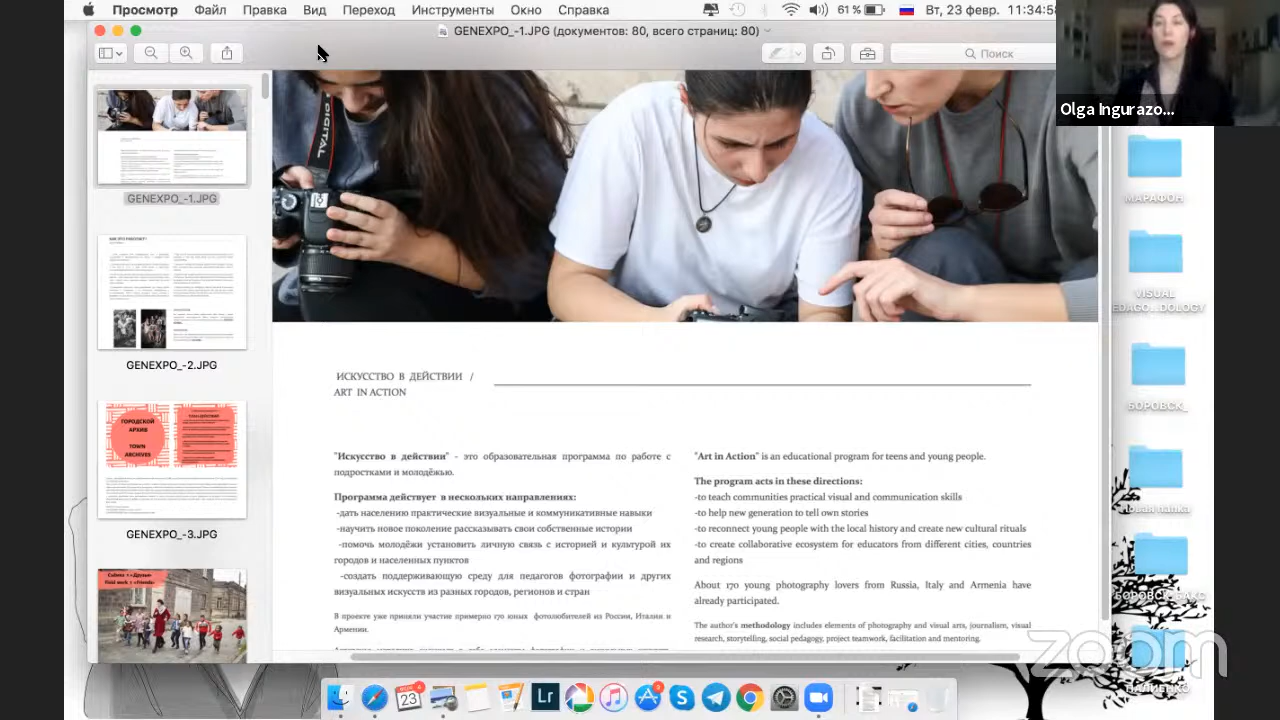 Просмотр Файл Правка Вид Переход Инструменты Окно Справка 61 % Вт, 23 февр. 11:34:5
GENEXPO_-1.JPG (документов: 80, всего страниц: 80)
Поиск
Olga Ingurazo...
DIGITAL
GENEXPO_-1.JPG
GENEXPO_-2.JPG
ГОРОДСКОЙ
АРХИВ
TOWN
ARCHIVES
GENEXPO_-3.JPG
ИСКУССТВО В ДЕЙСТВИИ /
ART IN ACTION
"Искусство в действии" - это образовательная программа по работе с
подростками и молодёжью.
Программа действует в нескольких направлениях:
-дать населению практические визуальные и коммуникативные навыки
-научить новое поколение рассказывать свои собственные истории
-помочь молодёжи установить личную связь с историей и культурой их
городов и населенных пунктов
-создать поддерживающую среду для педагогов фотографии и других
визуальных искусств из разных городов, регионов и стран
В проекте уже приняли участие примерно 170 юных фотолюбителей из России, Италии и
Армении.
"Art in Action" is an educational program for teens and young people.
The program acts in these directions:
-to teach communities practical visual and communication skills
-to help new generation to tell own stories
-to reconnect young people with the local history and create new cultural rituals
-to create collaborative ecosystem for educators from different cities, countries
and regions
About 170 young photography lovers from Russia, Italy and Armenia have
already participated.
The author's methodology includes elements of photography and visual arts, journalism, visual
research, storytelling, social pedagogy, project teamwork, facilitation and mentoring.
МАРАФОН
VISUAL
EDAGO...DOLOGY
БОРОВСК_
Новая папка
БОРОВСК_БАКС
ПАЛИЕНКО
23
Lr
zoom